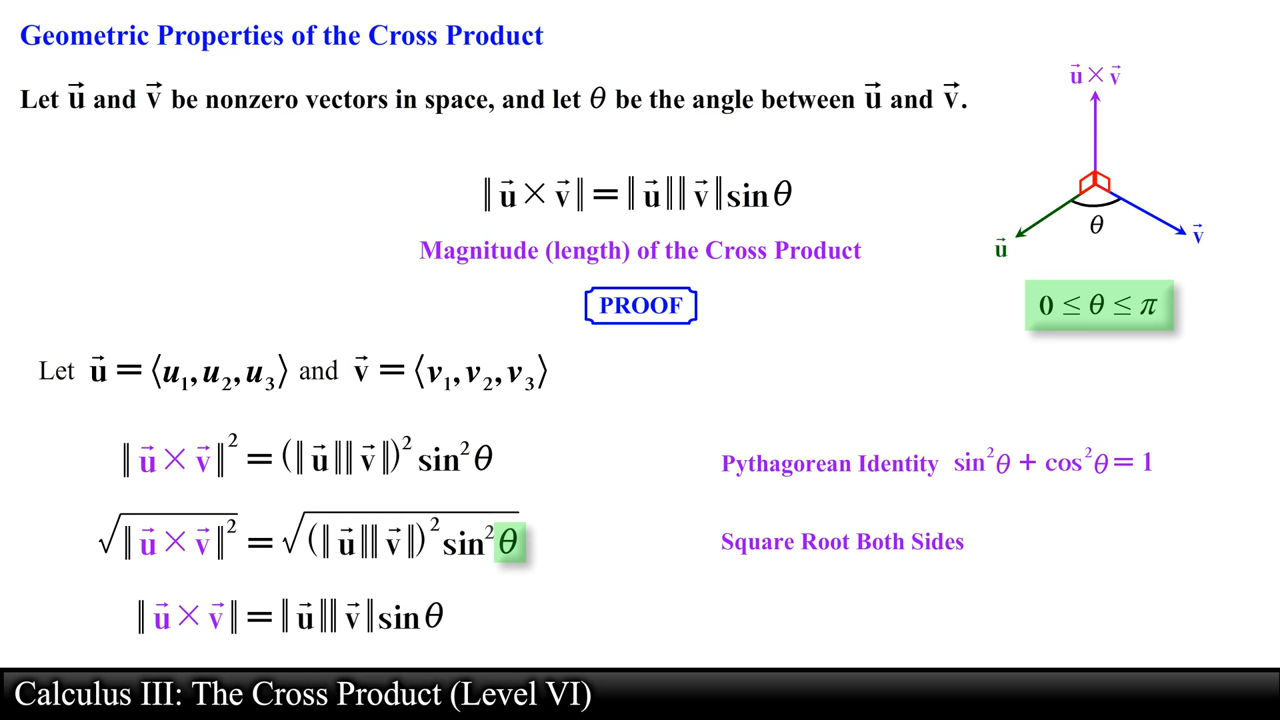 Geometric Properties of the Cross Product
Let u⃗ and v⃗ be nonzero vectors in space, and let θ be the angle between u⃗ and v⃗.
u⃗ × v⃗
‖u⃗ × v⃗‖ = ‖u⃗‖‖v⃗‖ sin θ
θ
u⃗
v⃗
Magnitude (length) of the Cross Product
PROOF
0 ≤ θ ≤ π
Let u⃗ = ⟨u₁, u₂, u₃⟩ and v⃗ = ⟨v₁, v₂, v₃⟩
‖u⃗ × v⃗‖² = (‖u⃗‖‖v⃗‖)² sin²θ
Pythagorean Identity sin²θ + cos²θ = 1
√‖u⃗ × v⃗‖² = √(‖u⃗‖‖v⃗‖)² sin²θ
Square Root Both Sides
‖u⃗ × v⃗‖ = ‖u⃗‖‖v⃗‖ sin θ
Calculus III: The Cross Product (Level VI)